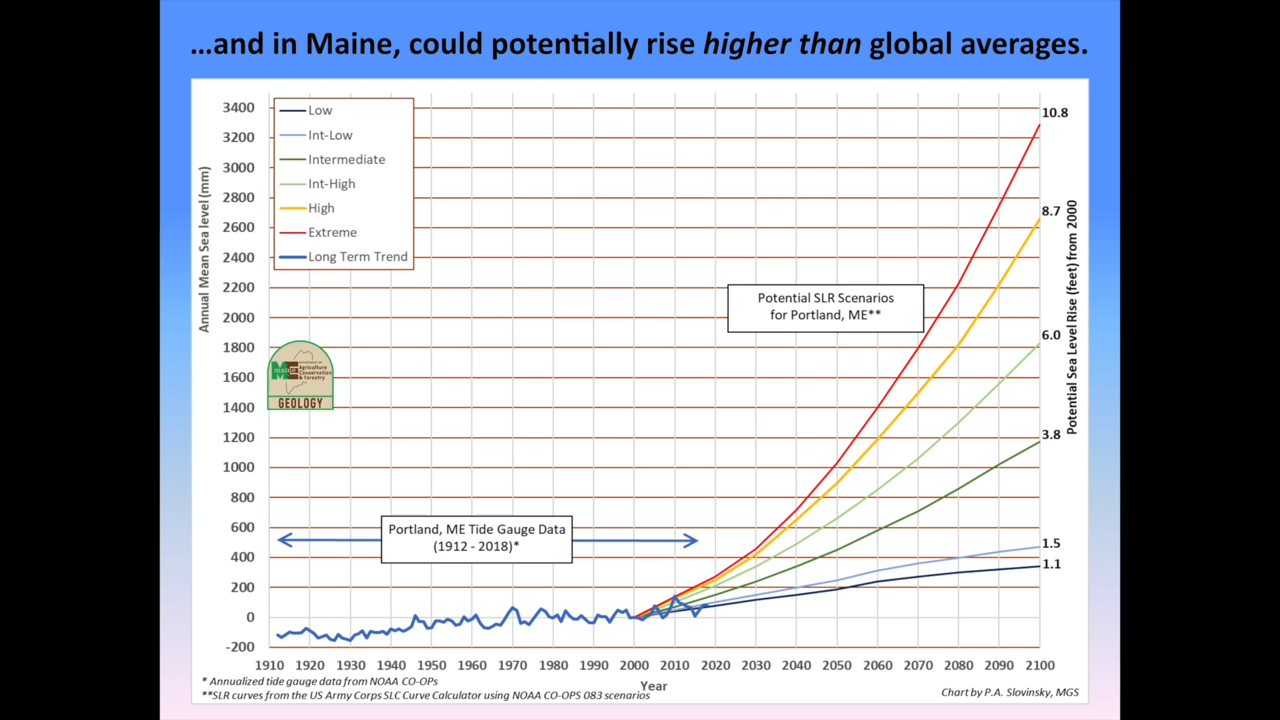 …and in Maine, could potentially rise higher than global averages.
3400
3200
3000
2800
2600
2400
2200
2000
1800
1600
1400
1200
1000
800
600
400
200
0
-200
Annual Mean Sea level (mm)
Low
Int-Low
Intermediate
Int-High
High
Extreme
Long Term Trend
Potential SLR Scenarios
for Portland, ME**
maine
Agriculture
Conservation
& Forestry
GEOLOGY
Portland, ME Tide Gauge Data
(1912 - 2018)*
10.8
8.7
6.0
3.8
1.5
1.1
Potential Sea Level Rise (feet) from 2000
1910 1920 1930 1940 1950 1960 1970 1980 1990 2000 2010 2020 2030 2040 2050 2060 2070 2080 2090 2100
Year
* Annualized tide gauge data from NOAA CO-OPs
**SLR curves from the US Army Corps SLC Curve Calculator using NOAA CO-OPS 083 scenarios
Chart by P.A. Slovinsky, MGS